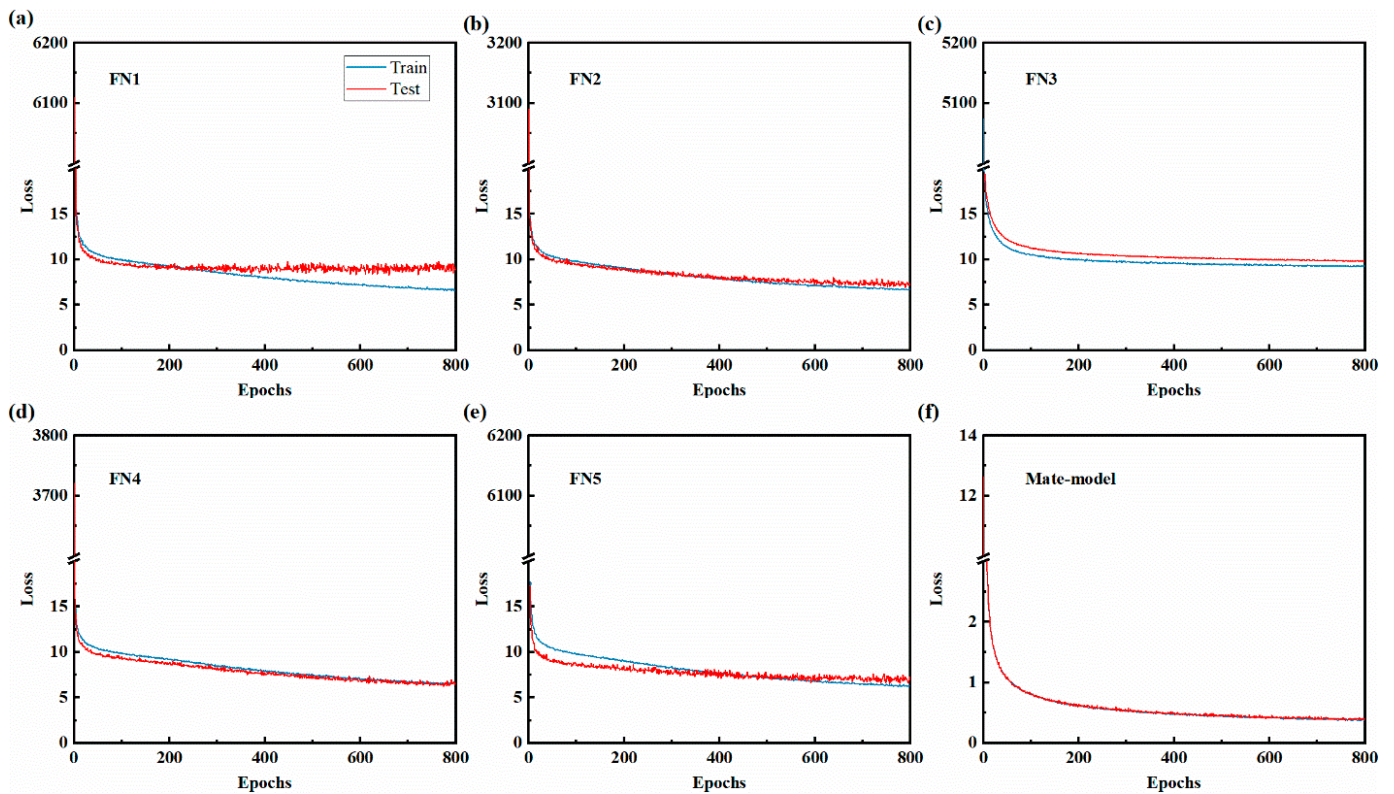 (a)
6200
6100
15
10
5
0
Loss
FN1
Train
Test
0 200 400 600 800
Epochs
(b)
3200
3100
15
10
5
0
Loss
FN2
0 200 400 600 800
Epochs
(c)
5200
5100
15
10
5
0
Loss
FN3
0 200 400 600 800
Epochs
(d)
3800
3700
15
10
5
0
Loss
FN4
0 200 400 600 800
Epochs
(e)
6200
6100
15
10
5
0
Loss
FN5
0 200 400 600 800
Epochs
(f)
14
12
2
1
0
Loss
Mate-model
0 200 400 600 800
Epochs